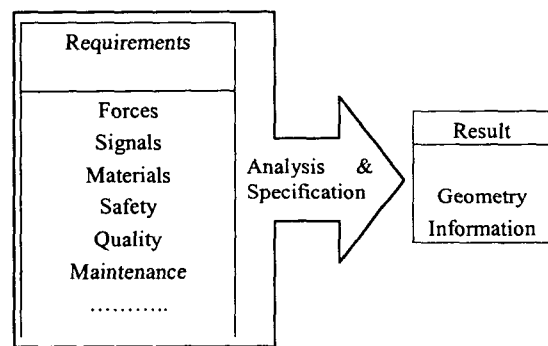 Requirements
Forces
Signals
Materials
Safety
Quality
Maintenance
...........
Analysis &
Specification
Result
Geometry
Information